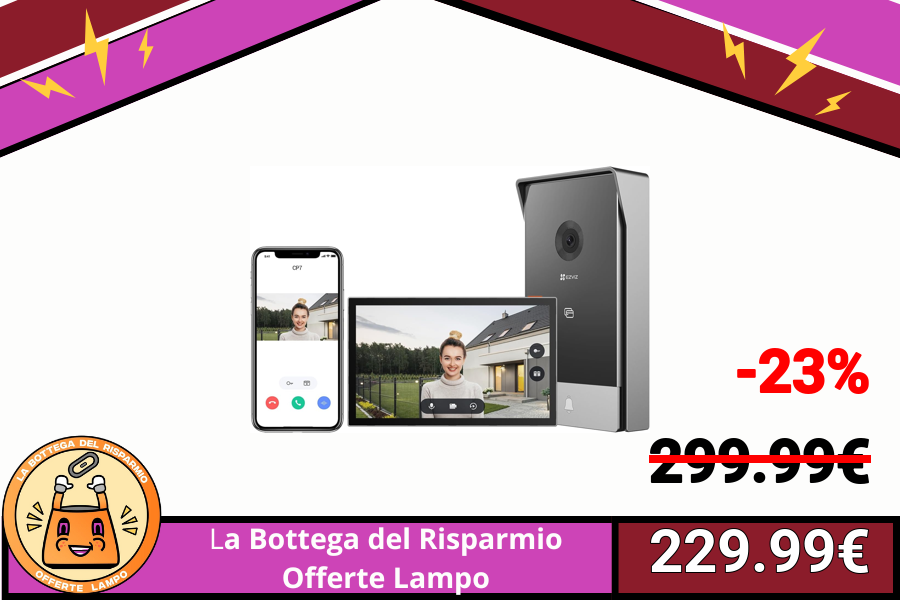 CP7
EZVIZ
-23%
299.99€
LA BOTTEGA DEL RISPARMIO
OFFERTE LAMPO
La Bottega del Risparmio
Offerte Lampo
229.99€